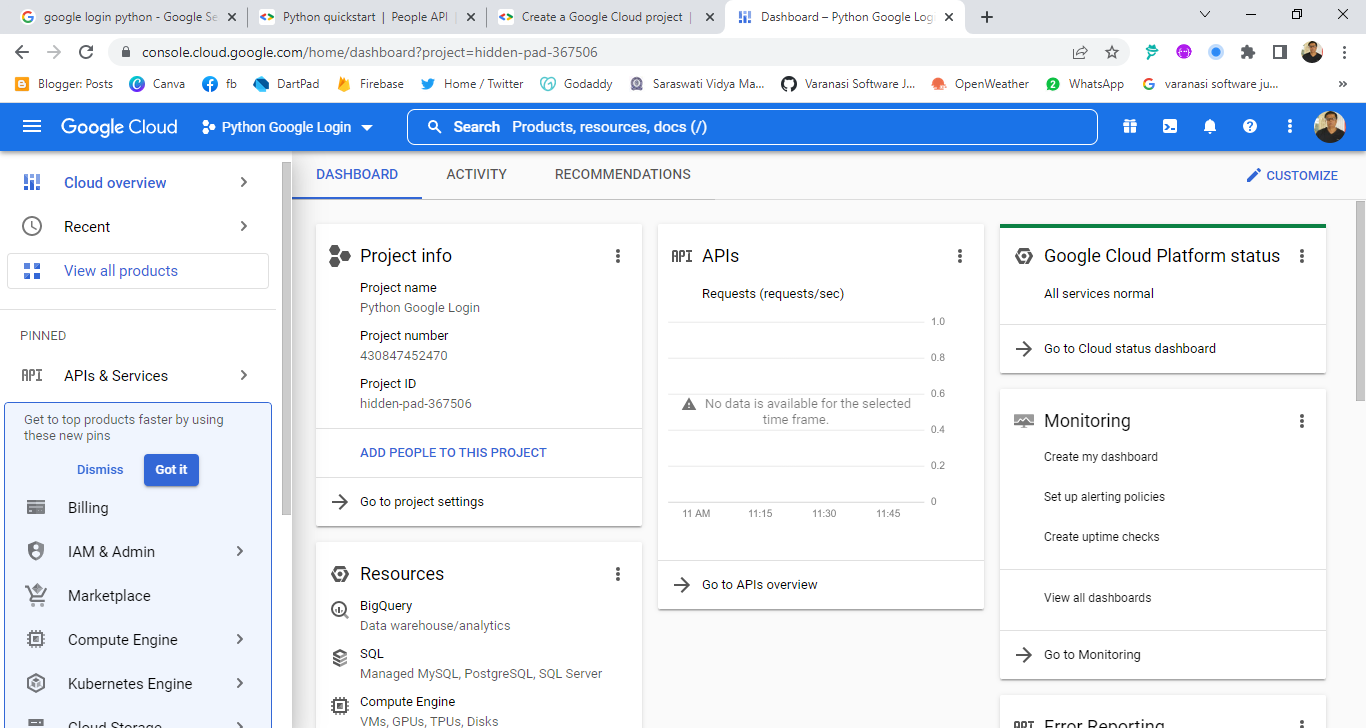 google login python - Google Se
Python quickstart | People API |
Create a Google Cloud project |
Dashboard – Python Google Log
console.cloud.google.com/home/dashboard?project=hidden-pad-367506
Blogger: Posts
Canva
fb
DartPad
Firebase
Home / Twitter
Godaddy
Saraswati Vidya Ma...
Varanasi Software J...
OpenWeather
2
WhatsApp
varanasi software ju...
»
Google Cloud
Python Google Login
Search Products, resources, docs (/)
Cloud overview
Recent
View all products
PINNED
API APIs & Services
Get to top products faster by using
these new pins
Dismiss
Got it
Billing
IAM & Admin
Marketplace
Compute Engine
Kubernetes Engine
Cloud Storage
DASHBOARD
ACTIVITY
RECOMMENDATIONS
CUSTOMIZE
Project info
Project name
Python Google Login
Project number
430847452470
Project ID
hidden-pad-367506
ADD PEOPLE TO THIS PROJECT
Go to project settings
Resources
BigQuery
Data warehouse/analytics
SQL
Managed MySQL, PostgreSQL, SQL Server
Compute Engine
VMs, GPUs, TPUs, Disks
API APIs
Requests (requests/sec)
1.0
0.8
0.6
No data is available for the selected
time frame.
0.4
0.2
0
11 AM
11:15
11:30
11:45
Go to APIs overview
Google Cloud Platform status
All services normal
Go to Cloud status dashboard
Monitoring
Create my dashboard
Set up alerting policies
Create uptime checks
View all dashboards
Go to Monitoring
API Error Reporting